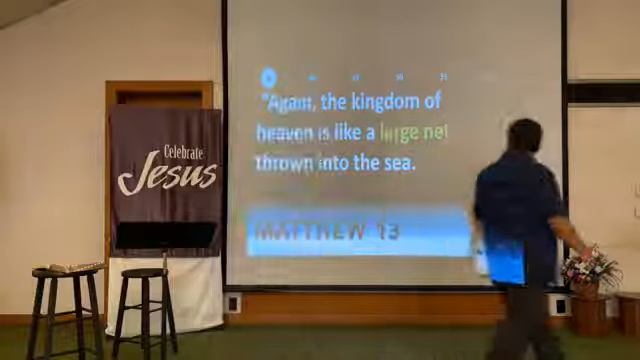 Celebrate
Jesus
"Again, the kingdom of
heaven is like a large net
thrown into the sea.
MATTHEW 13